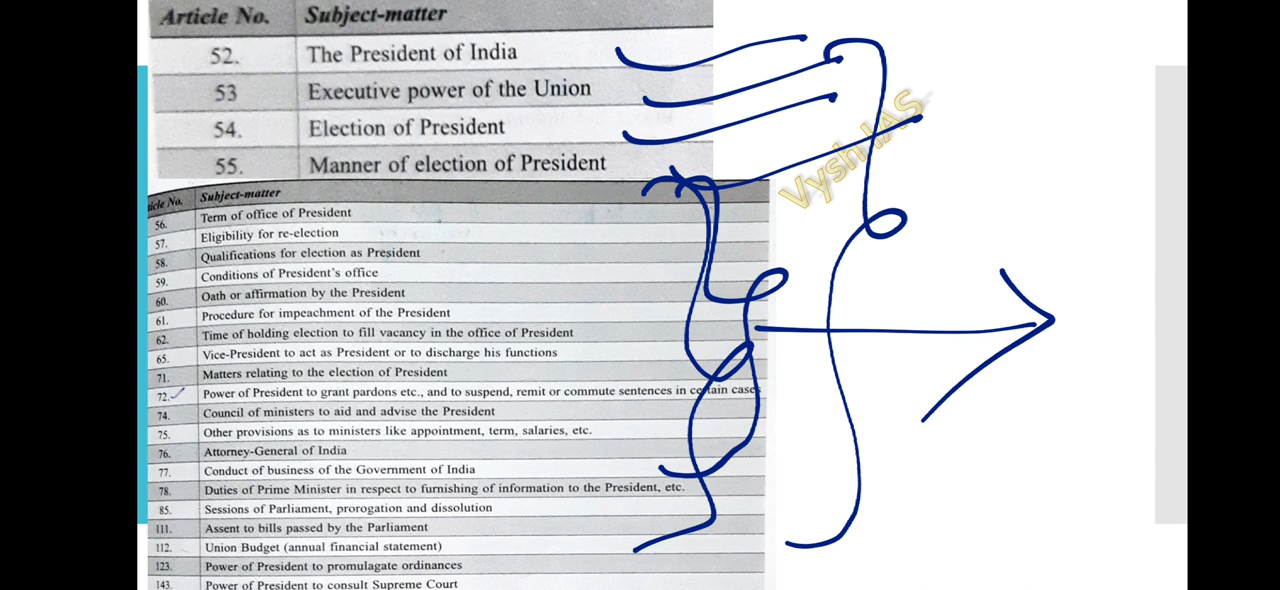 Article No. Subject-matter
52. The President of India
53 Executive power of the Union
54. Election of President
55. Manner of election of President
ticle No. Subject-matter
56. Term of office of President
57. Eligibility for re-election
58. Qualifications for election as President
59. Conditions of President's office
60. Oath or affirmation by the President
61. Procedure for impeachment of the President
62. Time of holding election to fill vacancy in the office of President
65. Vice-President to act as President or to discharge his functions
71. Matters relating to the election of President
72. Power of President to grant pardons etc., and to suspend, remit or commute sentences in certain cases
74. Council of ministers to aid and advise the President
75. Other provisions as to ministers like appointment, term, salaries, etc.
76. Attorney-General of India
77. Conduct of business of the Government of India
78. Duties of Prime Minister in respect to furnishing of information to the President, etc.
85. Sessions of Parliament, prorogation and dissolution
111. Assent to bills passed by the Parliament
112. Union Budget (annual financial statement)
123. Power of President to promulagate ordinances
143. Power of President to consult Supreme Court
Vysh IAS